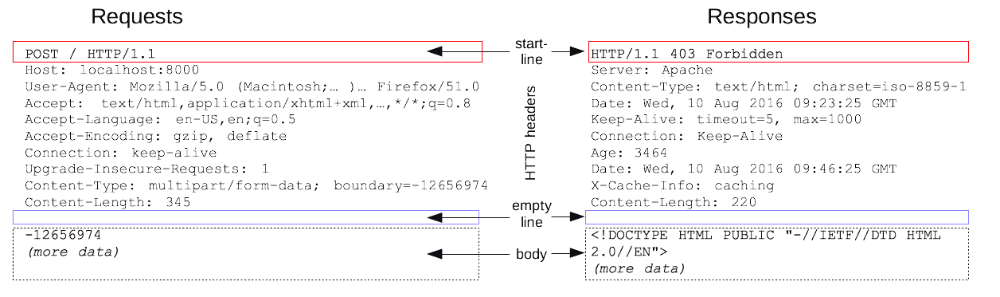 Requests
POST / HTTP/1.1
Host: localhost:8000
User-Agent: Mozilla/5.0 (Macintosh;… )… Firefox/51.0
Accept: text/html,application/xhtml+xml,…,*/*;q=0.8
Accept-Language: en-US,en;q=0.5
Accept-Encoding: gzip, deflate
Connection: keep-alive
Upgrade-Insecure-Requests: 1
Content-Type: multipart/form-data; boundary=-12656974
Content-Length: 345
-12656974
(more data)
start-
line
HTTP headers
empty
line
body
Responses
HTTP/1.1 403 Forbidden
Server: Apache
Content-Type: text/html; charset=iso-8859-1
Date: Wed, 10 Aug 2016 09:23:25 GMT
Keep-Alive: timeout=5, max=1000
Connection: Keep-Alive
Age: 3464
Date: Wed, 10 Aug 2016 09:46:25 GMT
X-Cache-Info: caching
Content-Length: 220
<!DOCTYPE HTML PUBLIC "-//IETF//DTD HTML
2.0//EN">
(more data)